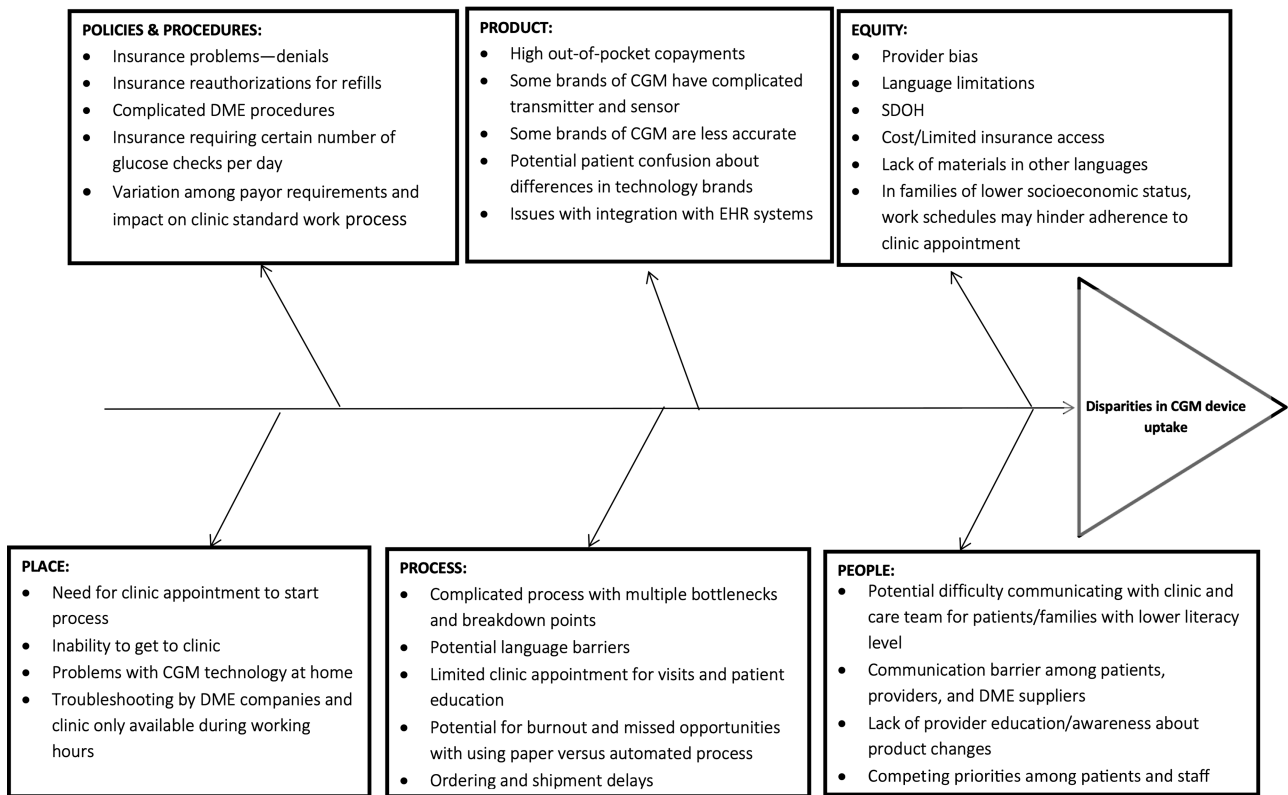 POLICIES & PROCEDURES:
● Insurance problems—denials
● Insurance reauthorizations for refills
● Complicated DME procedures
● Insurance requiring certain number of
glucose checks per day
● Variation among payor requirements and
impact on clinic standard work process
PRODUCT:
● High out-of-pocket copayments
● Some brands of CGM have complicated
transmitter and sensor
● Some brands of CGM are less accurate
● Potential patient confusion about
differences in technology brands
● Issues with integration with EHR systems
EQUITY:
● Provider bias
● Language limitations
● SDOH
● Cost/Limited insurance access
● Lack of materials in other languages
● In families of lower socioeconomic status,
work schedules may hinder adherence to
clinic appointment
Disparities in CGM device
uptake
PLACE:
● Need for clinic appointment to start
process
● Inability to get to clinic
● Problems with CGM technology at home
● Troubleshooting by DME companies and
clinic only available during working
hours
PROCESS:
● Complicated process with multiple bottlenecks
and breakdown points
● Potential language barriers
● Limited clinic appointment for visits and patient
education
● Potential for burnout and missed opportunities
with using paper versus automated process
● Ordering and shipment delays
PEOPLE:
● Potential difficulty communicating with clinic and
care team for patients/families with lower literacy
level
● Communication barrier among patients,
providers, and DME suppliers
● Lack of provider education/awareness about
product changes
● Competing priorities among patients and staff